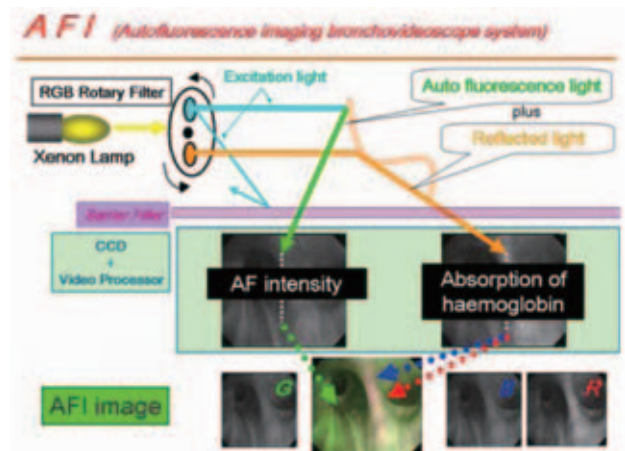 AFI (Autofluorescence imaging bronchovideoscope system)
RGB Rotary Filter
Excitation light
Auto fluorescence light
plus
Reflected light
Xenon Lamp
Barrier Filter
CCD
+
Video Processor
AF intensity
Absorption of
haemoglobin
AFI image
G
B
R